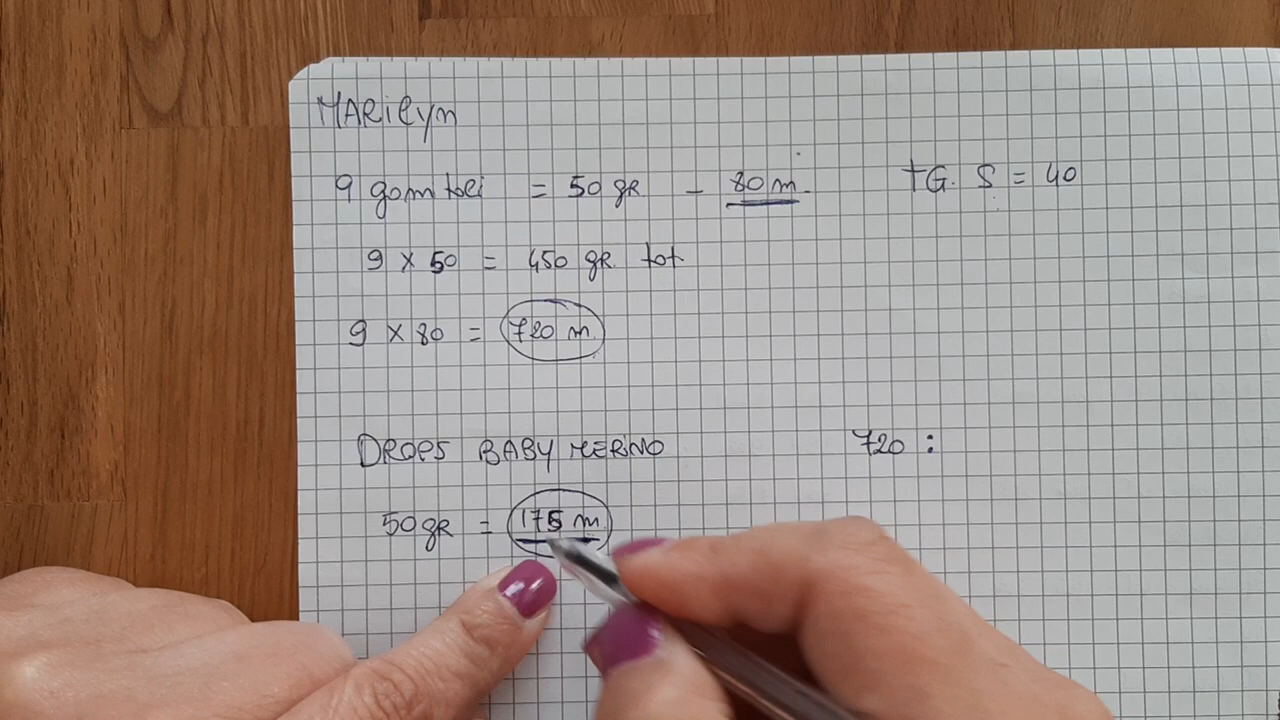 MARilyn
9 gomitoli = 50 gR - 80 m TG. S = 40
9 x 50 = 450 gR tot
9 x 80 = 720 m
DROPS BABY MERINO 720 :
50 gR = 175 m